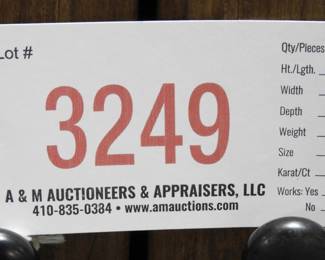 Lot #
3249
A & M AUCTIONEERS & APPRAISERS, LLC
410-835-0384 • www.amauctions.com
Qty/Pieces
Ht./Lgth.
Width
Depth
Weight
Size
Karat/Ct
Works: Yes
No